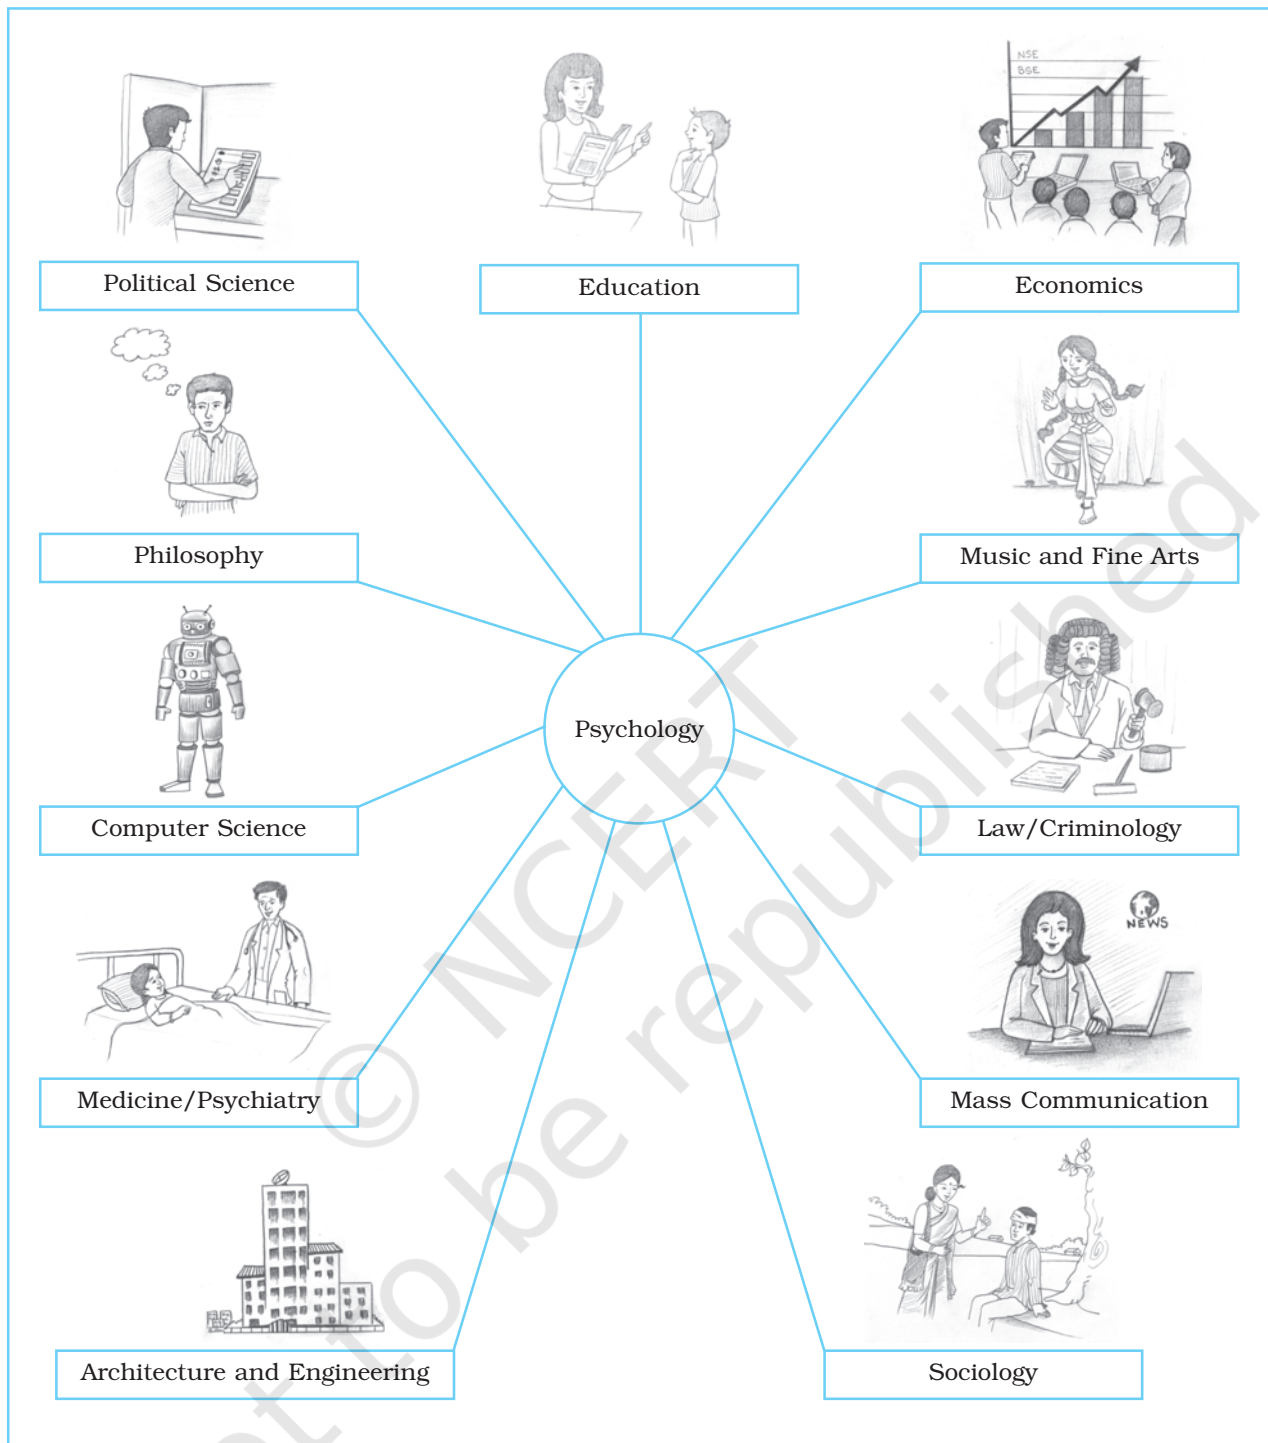 NSE
BSE
Political Science
Education
Economics
Philosophy
Music and Fine Arts
Psychology
Computer Science
Law/Criminology
NEWS
Medicine/Psychiatry
Mass Communication
Architecture and Engineering
Sociology
© NCERT
not to be republished